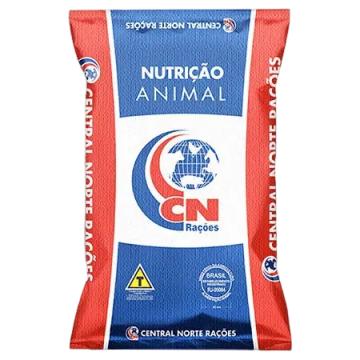 CENTRAL NORTE RAÇÕES
NUTRIÇÃO
ANIMAL
CN
Rações
CENTRAL NORTE RAÇÕES
CENTRAL NORTE RAÇÕES
T
BRASIL
CENTRAL NORTE RAÇÕES